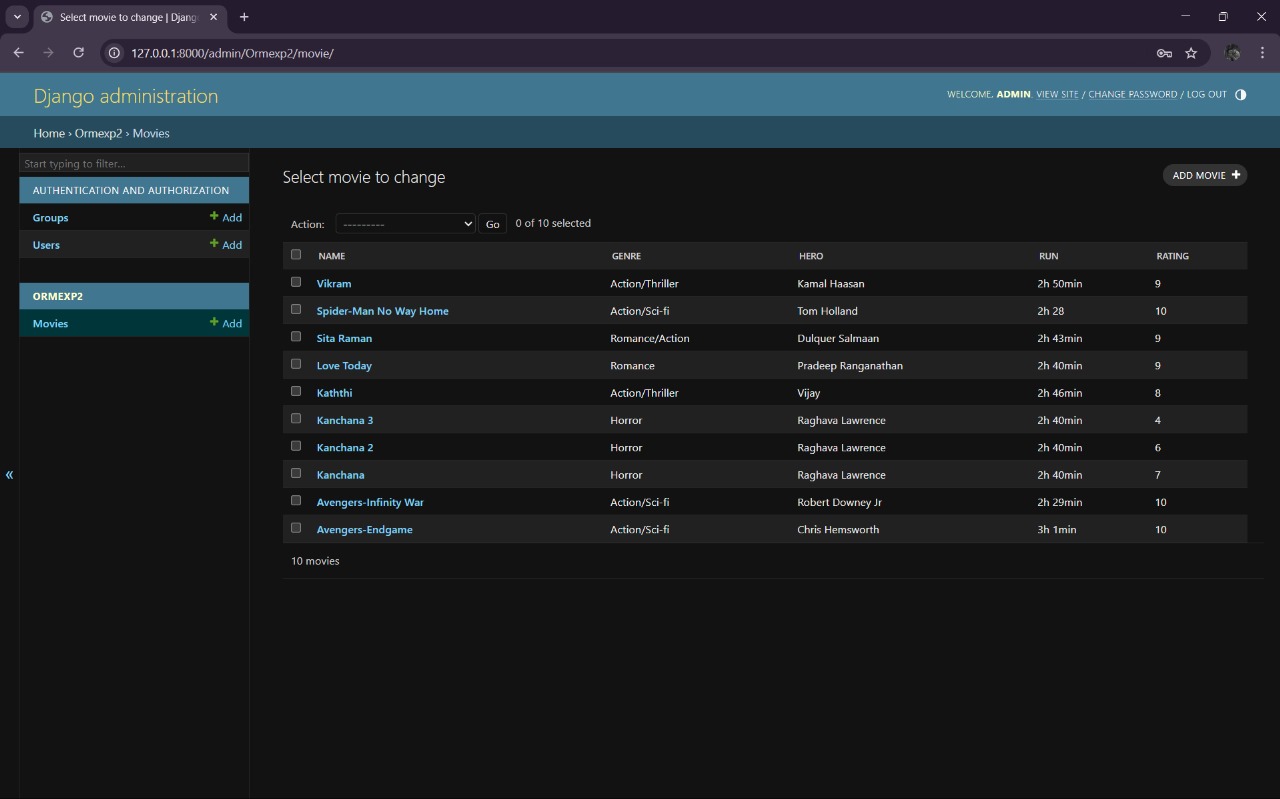 Select movie to change | Djang
127.0.0.1:8000/admin/Ormexp2/movie/
Django administration
WELCOME, ADMIN. VIEW SITE / CHANGE PASSWORD / LOG OUT
Home › Ormexp2 › Movies
Start typing to filter...
AUTHENTICATION AND AUTHORIZATION
Groups + Add
Users + Add
ORMEXP2
Movies + Add
«
Select movie to change
ADD MOVIE +
Action: --------- Go 0 of 10 selected
NAME GENRE HERO RUN RATING
Vikram Action/Thriller Kamal Haasan 2h 50min 9
Spider-Man No Way Home Action/Sci-fi Tom Holland 2h 28 10
Sita Raman Romance/Action Dulquer Salmaan 2h 43min 9
Love Today Romance Pradeep Ranganathan 2h 40min 9
Kaththi Action/Thriller Vijay 2h 46min 8
Kanchana 3 Horror Raghava Lawrence 2h 40min 4
Kanchana 2 Horror Raghava Lawrence 2h 40min 6
Kanchana Horror Raghava Lawrence 2h 40min 7
Avengers-Infinity War Action/Sci-fi Robert Downey Jr 2h 29min 10
Avengers-Endgame Action/Sci-fi Chris Hemsworth 3h 1min 10
10 movies